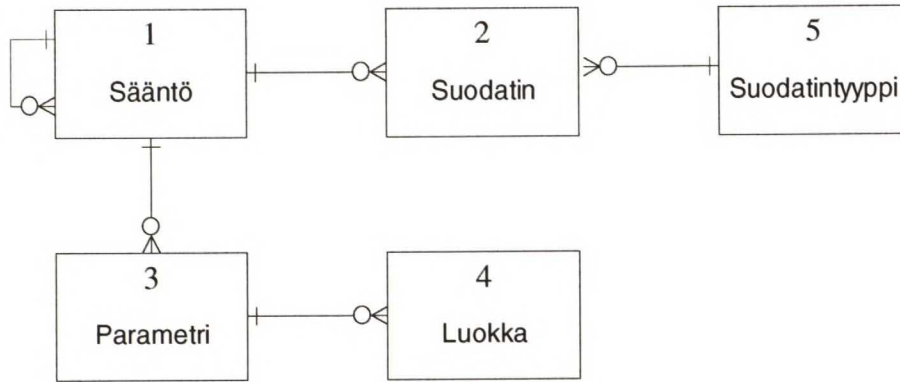 1
Sääntö
2
Suodatin
5
Suodatintyyppi
3
Parametri
4
Luokka